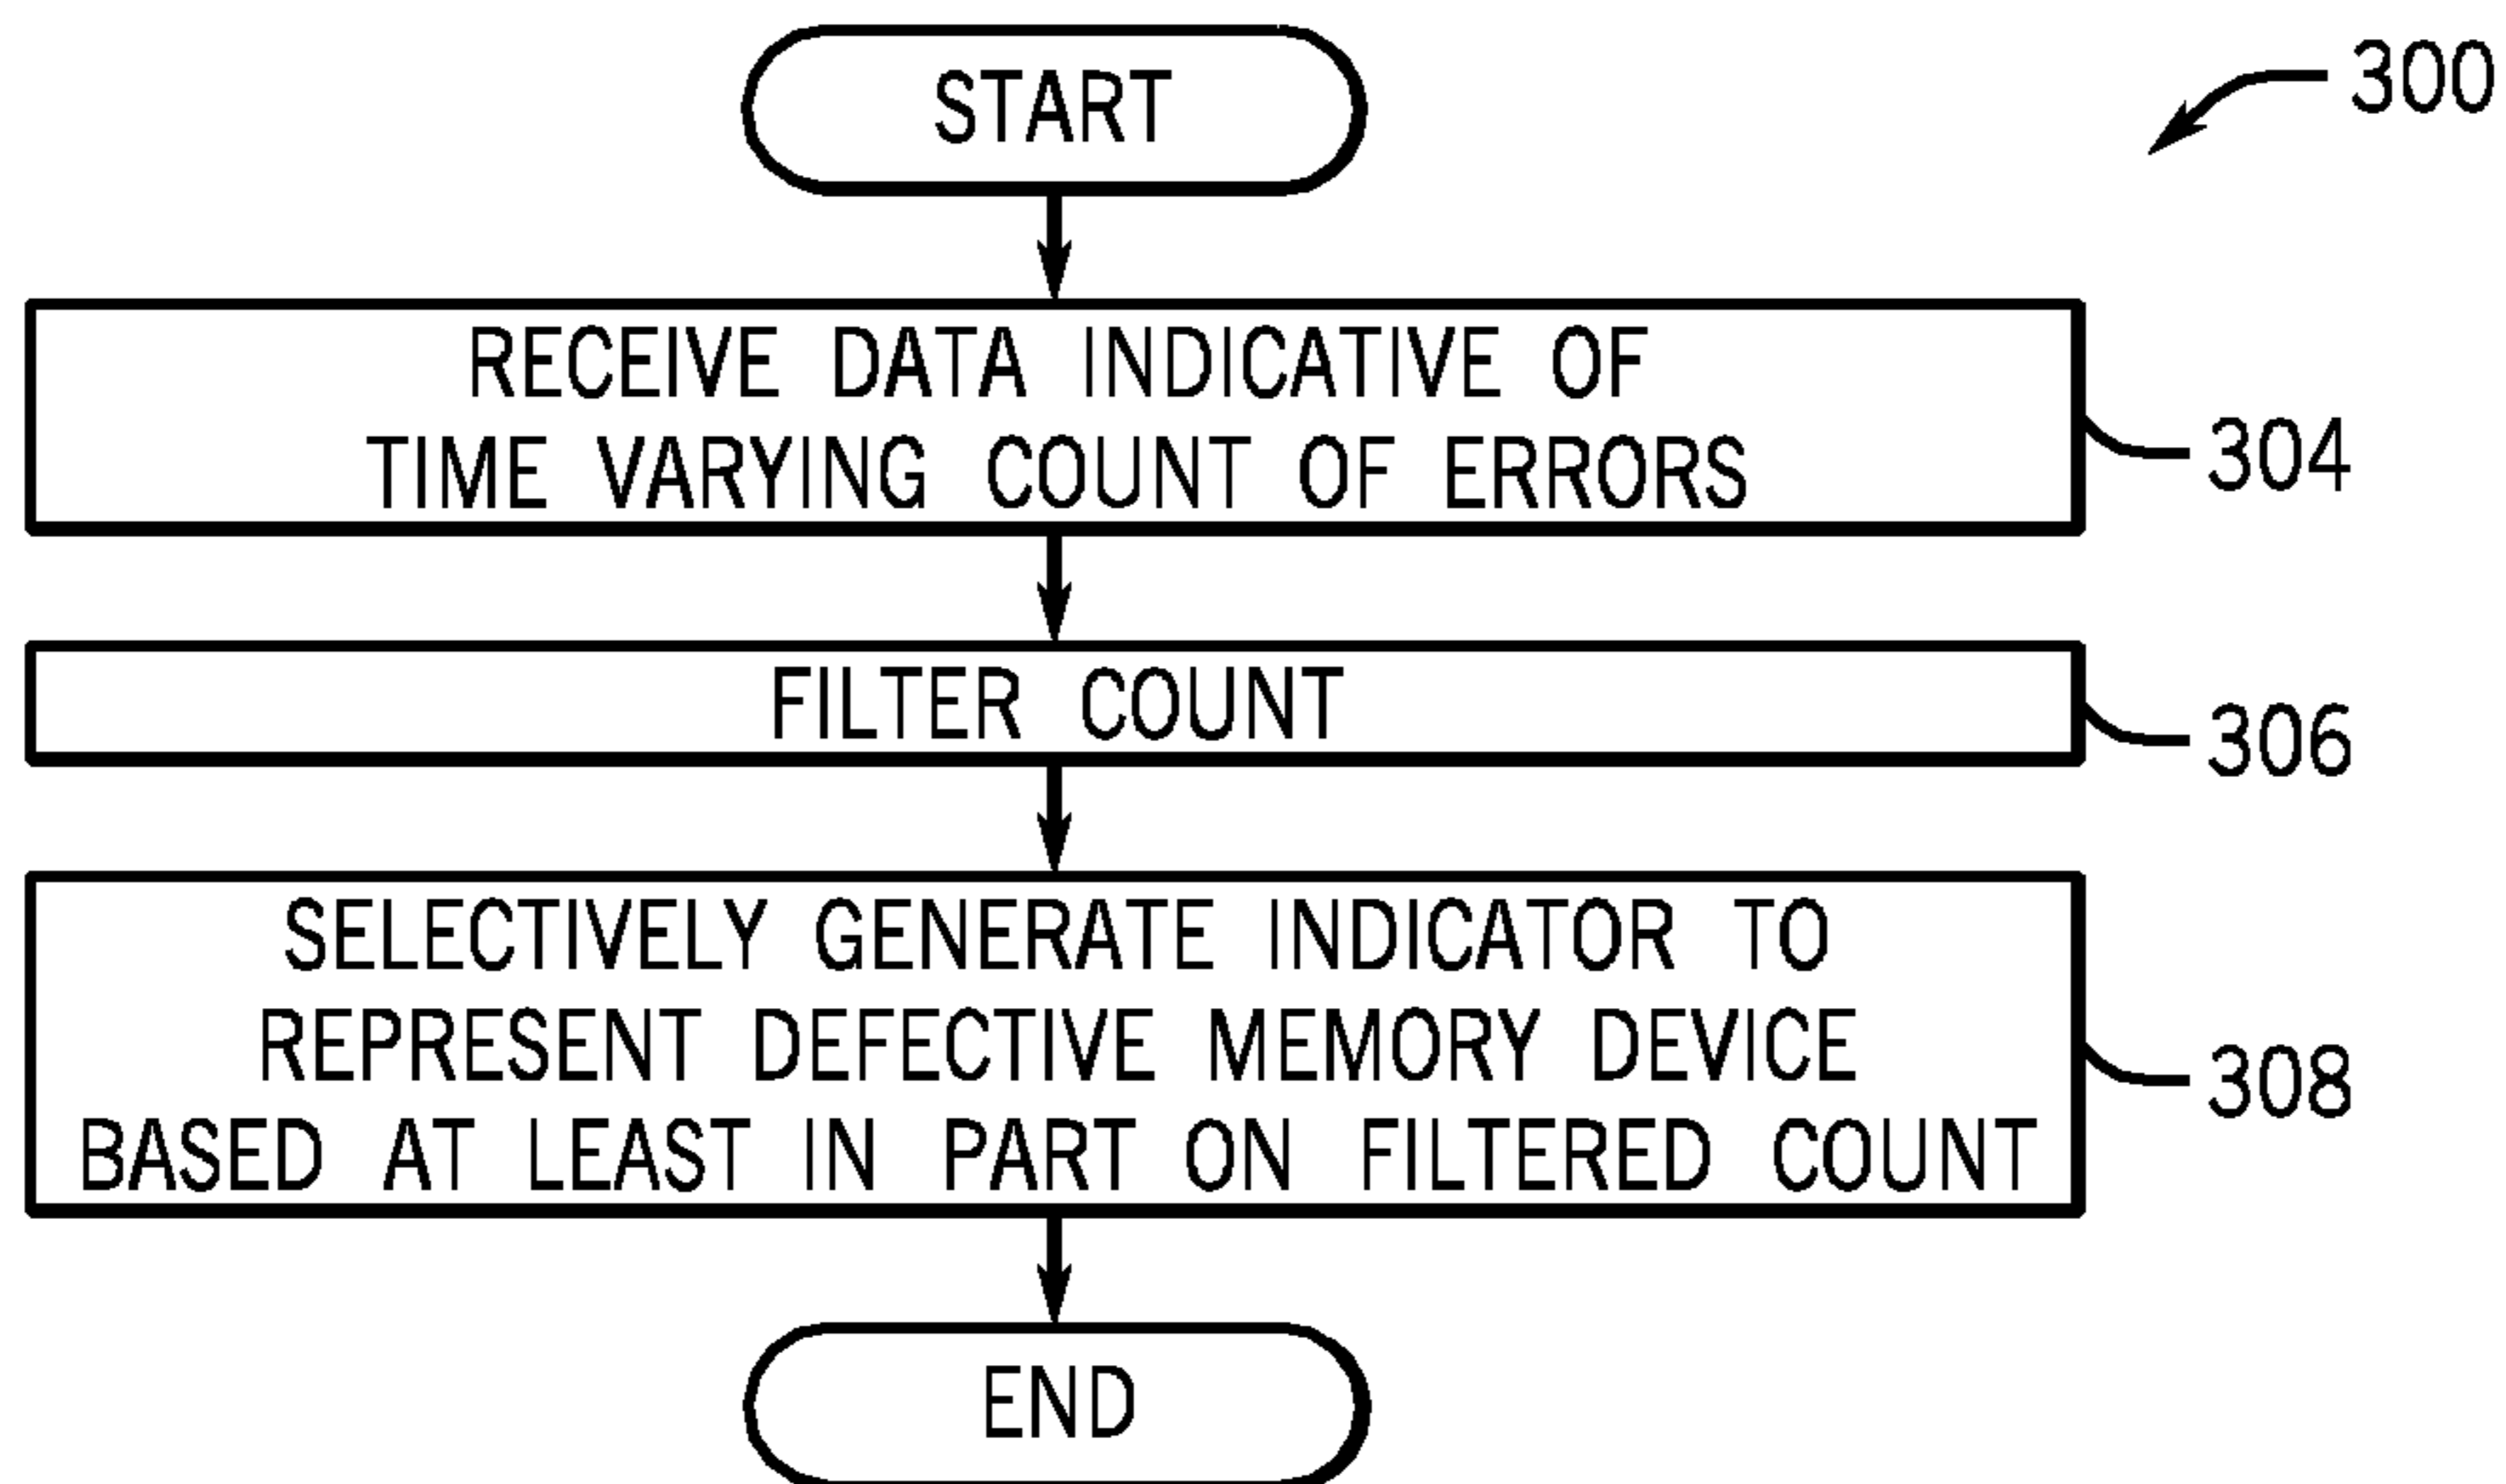 START
300
RECEIVE DATA INDICATIVE OF
TIME VARYING COUNT OF ERRORS
304
FILTER COUNT
306
SELECTIVELY GENERATE INDICATOR TO
REPRESENT DEFECTIVE MEMORY DEVICE
BASED AT LEAST IN PART ON FILTERED COUNT
308
END